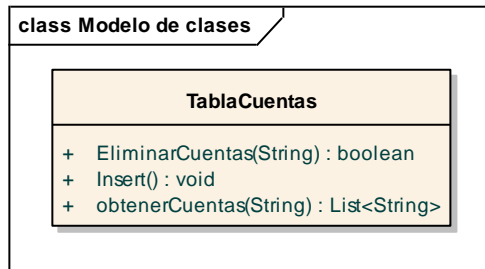 class Modelo de clases
TablaCuentas
+ EliminarCuentas(String) : boolean
+ Insert() : void
+ obtenerCuentas(String) : List<String>